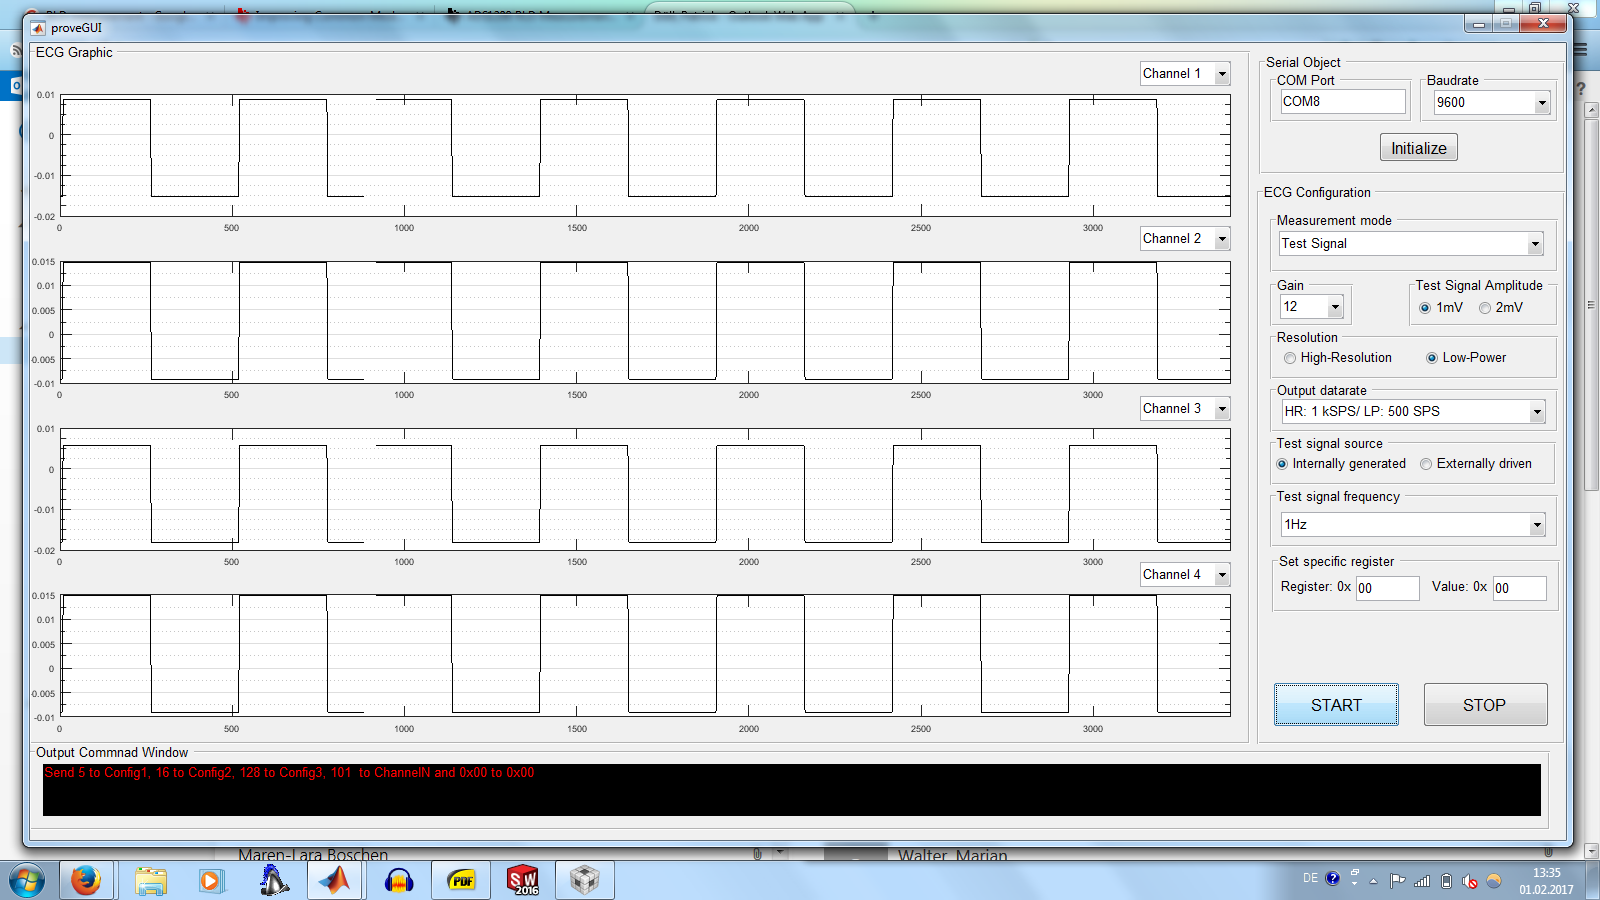 proveGUI
ECG Graphic
Channel 1
0.01
0
-0.01
-0.02
0
500
1000
1500
2000
2500
3000
Channel 2
0.015
0.01
0.005
0
-0.005
-0.01
0
500
1000
1500
2000
2500
3000
Channel 3
0.01
0
-0.01
-0.02
0
500
1000
1500
2000
2500
3000
Channel 4
0.015
0.01
0.005
0
-0.005
-0.01
0
500
1000
1500
2000
2500
3000
Serial Object
COM Port
Baudrate
COM8
9600
Initialize
ECG Configuration
Measurement mode
Test Signal
Gain
Test Signal Amplitude
12
1mV
2mV
Resolution
High-Resolution
Low-Power
Output datarate
HR: 1 kSPS/ LP: 500 SPS
Test signal source
Internally generated
Externally driven
Test signal frequency
1Hz
Set specific register
Register: 0x 00
Value: 0x 00
START
STOP
Output Commnad Window
Send 5 to Config1, 16 to Config2, 128 to Config3, 101 to ChannelN and 0x00 to 0x00
Maren-Lara Boschen
Walter, Marian
PDF
SW
2016
DE
13:35
01.02.2017